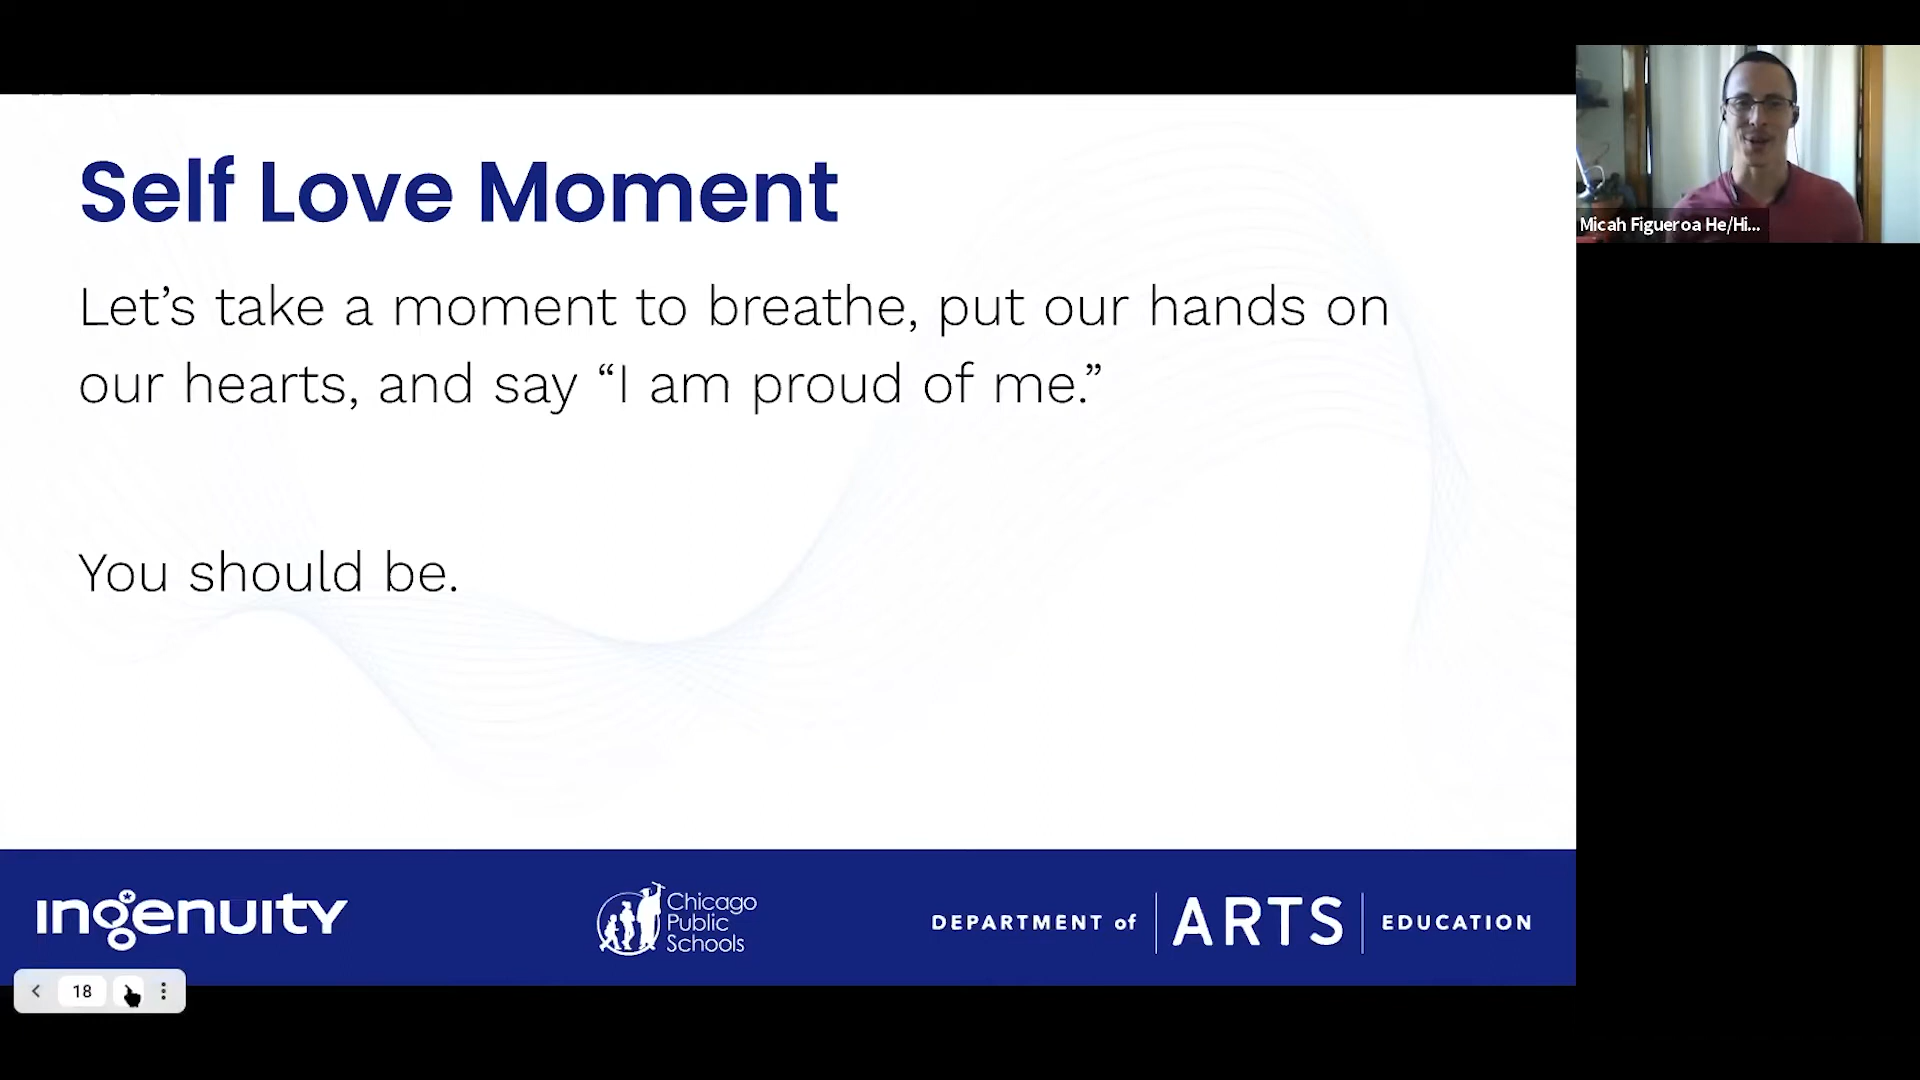 Self Love Moment
Let’s take a moment to breathe, put our hands on
our hearts, and say “I am proud of me.”
You should be.
Micah Figueroa He/Hi...
ingenuity
Chicago
Public
Schools
DEPARTMENT of
ARTS
EDUCATION
18